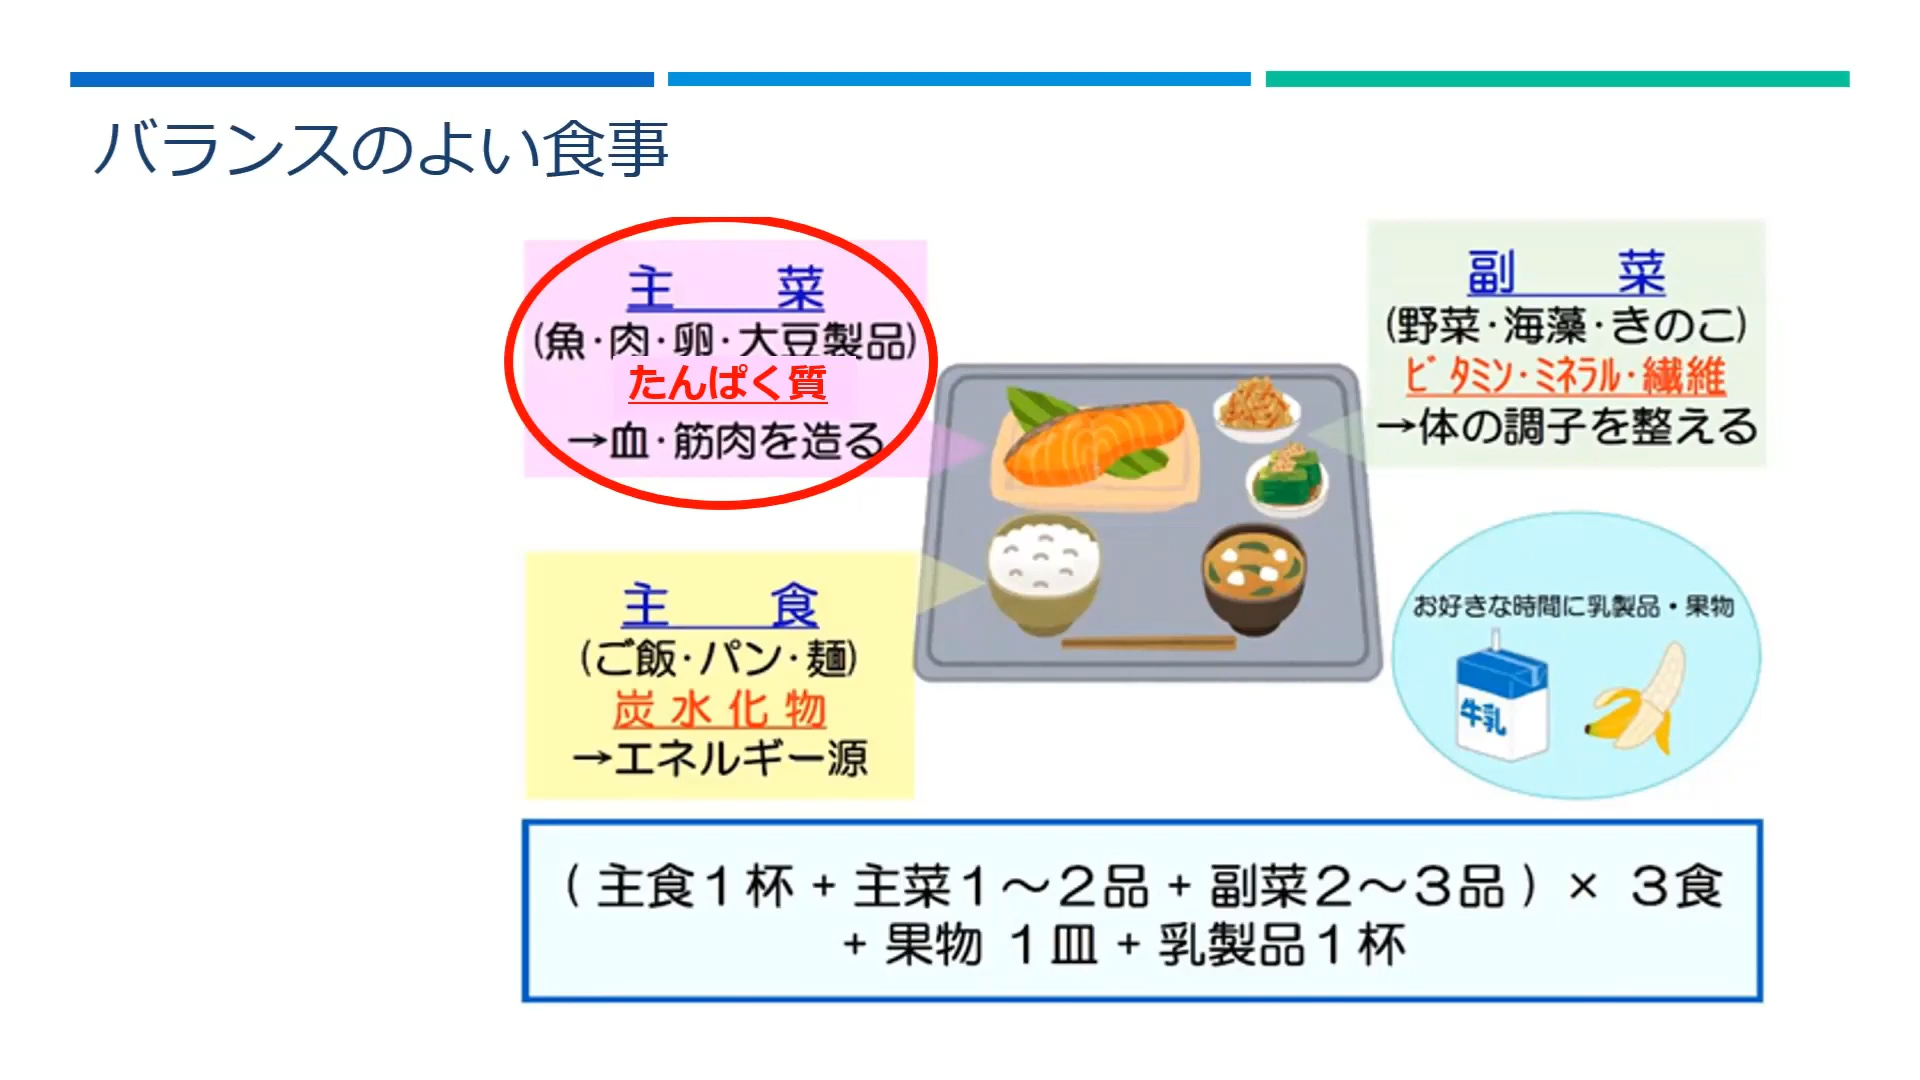 バランスのよい食事
主　菜
(魚・肉・卵・大豆製品)
たんぱく質
→血・筋肉を造る
副　菜
(野菜・海藻・きのこ)
ﾋﾞﾀﾐﾝ・ﾐﾈﾗﾙ・繊維
→体の調子を整える
主　食
(ご飯・パン・麺)
炭水化物
→エネルギー源
お好きな時間に乳製品・果物
牛乳
（主食１杯 + 主菜１～２品 + 副菜２～３品）× ３食
+ 果物 １皿 + 乳製品１杯